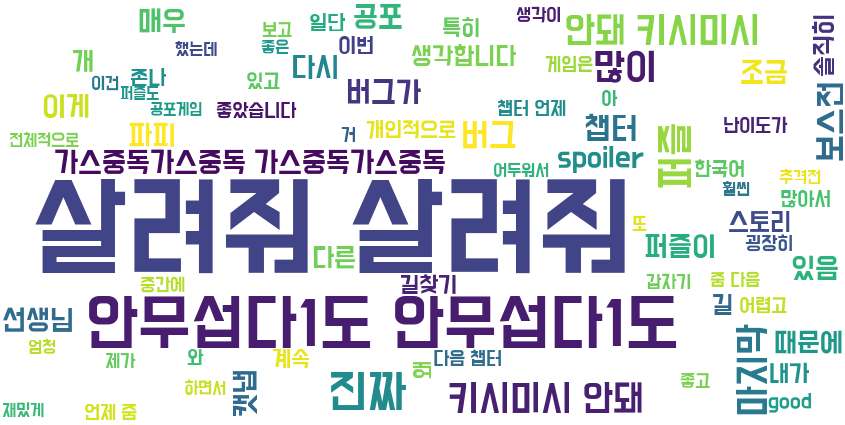 매우
보고
좋은
일단
공포
특히
생각이
안돼 키시미시
솔직히
했는데
이번
생각합니다
개
이건
존나
퍼즐도
있고
다시
게임은
많이
조금
이게
공포게임
좋았습니다
버그가
아
챕터 언제
챕터
난이도가
보스전
전체적으로
파피
거
개인적으로
버그
퍼즐
가스중독가스중독 가스중독가스중독
어두워서
spoiler
한국어
훨씬
추격전
많아서
살려줘 살려줘
또
스토리
굉장히
다른
퍼즐이
있음
중간에
길찾기
갑자기
줌 다음
선생님
안무섭다1도 안무섭다1도
길
어렵고
엄청
제가
와
계속
다음 챕터
뭐
마지막
때문에
내가
하면서
캣냅
진짜
키시미시 안돼
좋고
good
재밌게
언제 줌